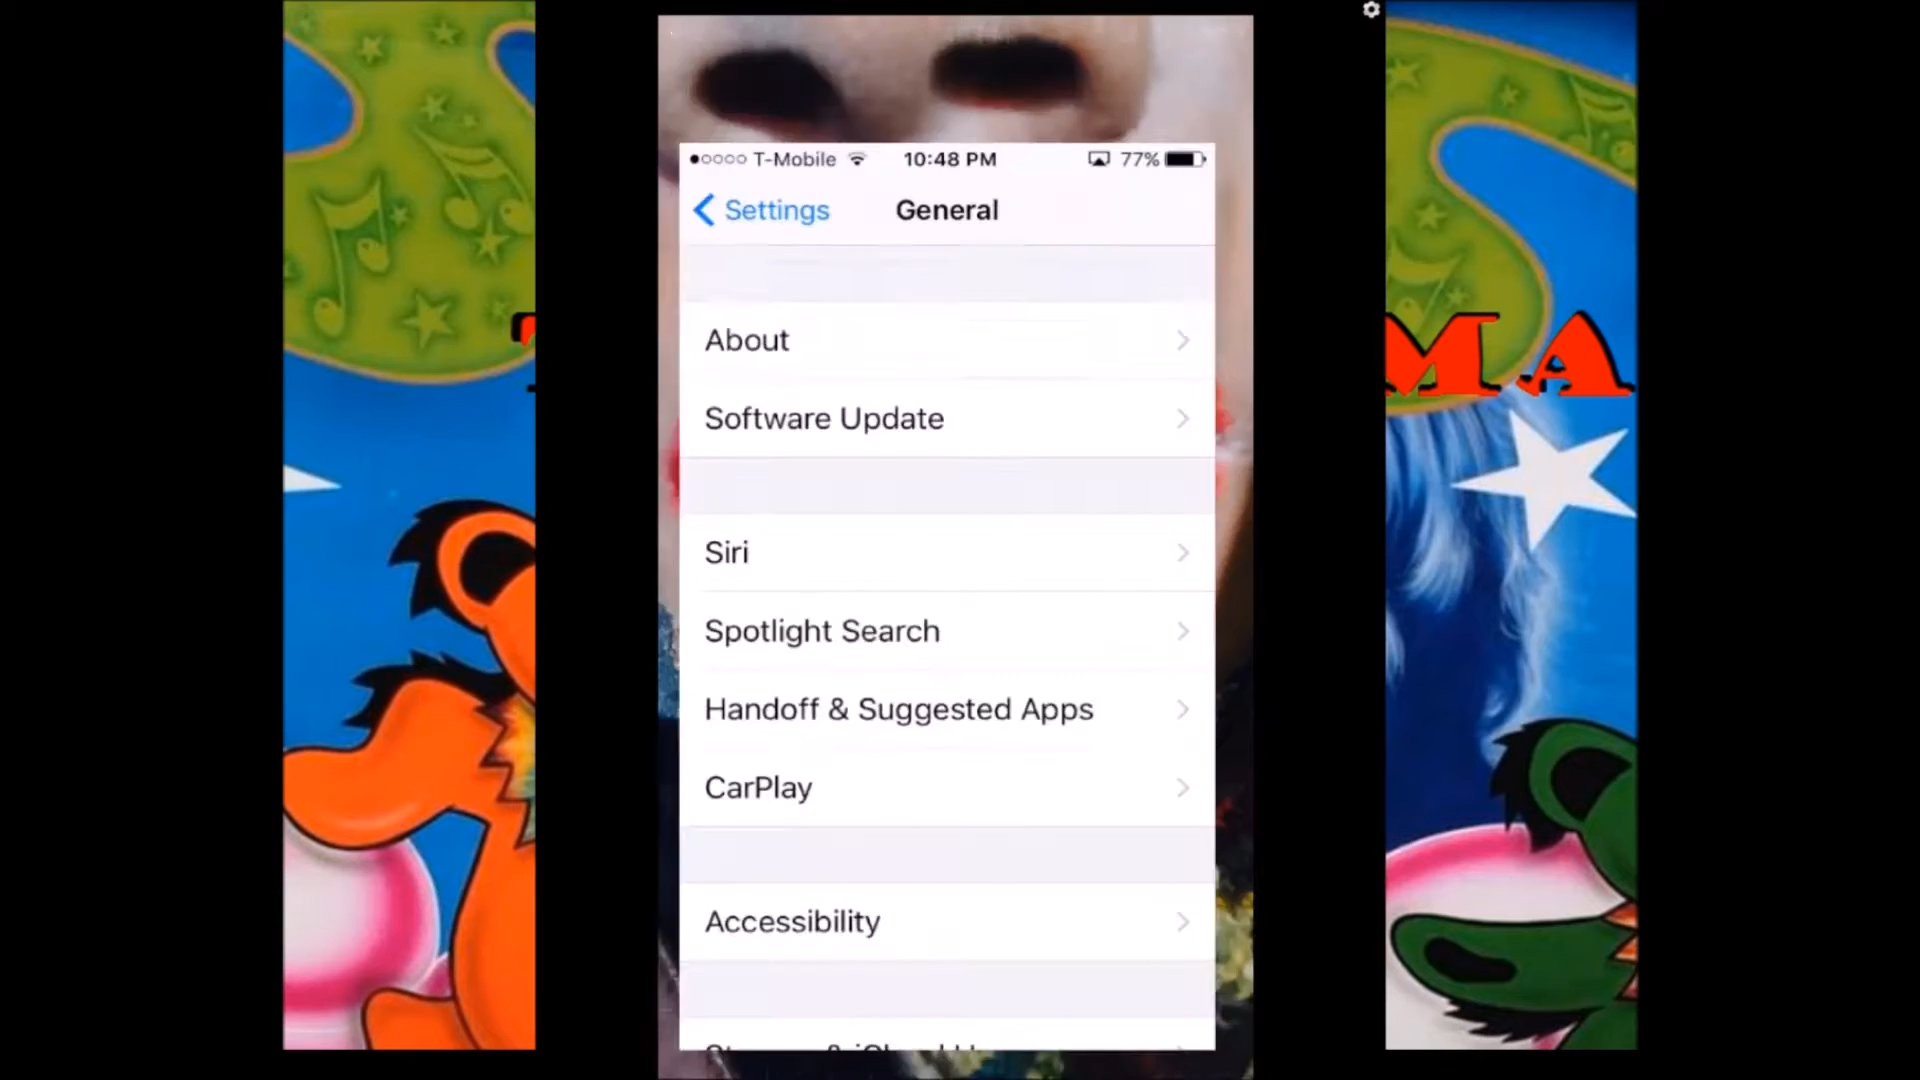 T-Mobile 10:48 PM 77%
Settings General
About
Software Update
MA
Siri
Spotlight Search
Handoff & Suggested Apps
CarPlay
Accessibility